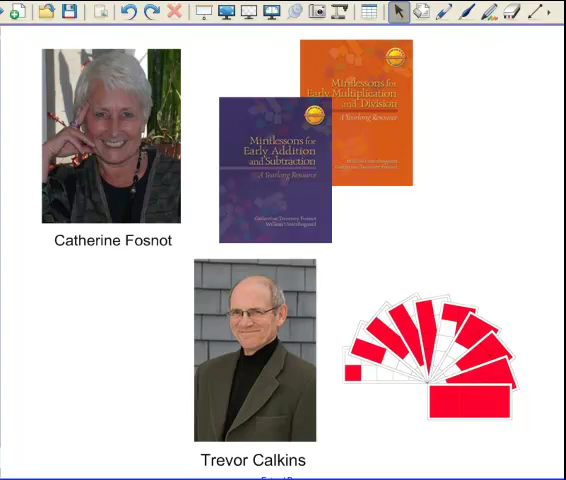 Minilessons for
Early Multiplication
and Division
A Yearlong Resource
Minilessons for
Early Addition
and Subtraction
A Yearlong Resource
Catherine Twomey Fosnot
Willem Uittenbogaard
Catherine Fosnot
Trevor Calkins